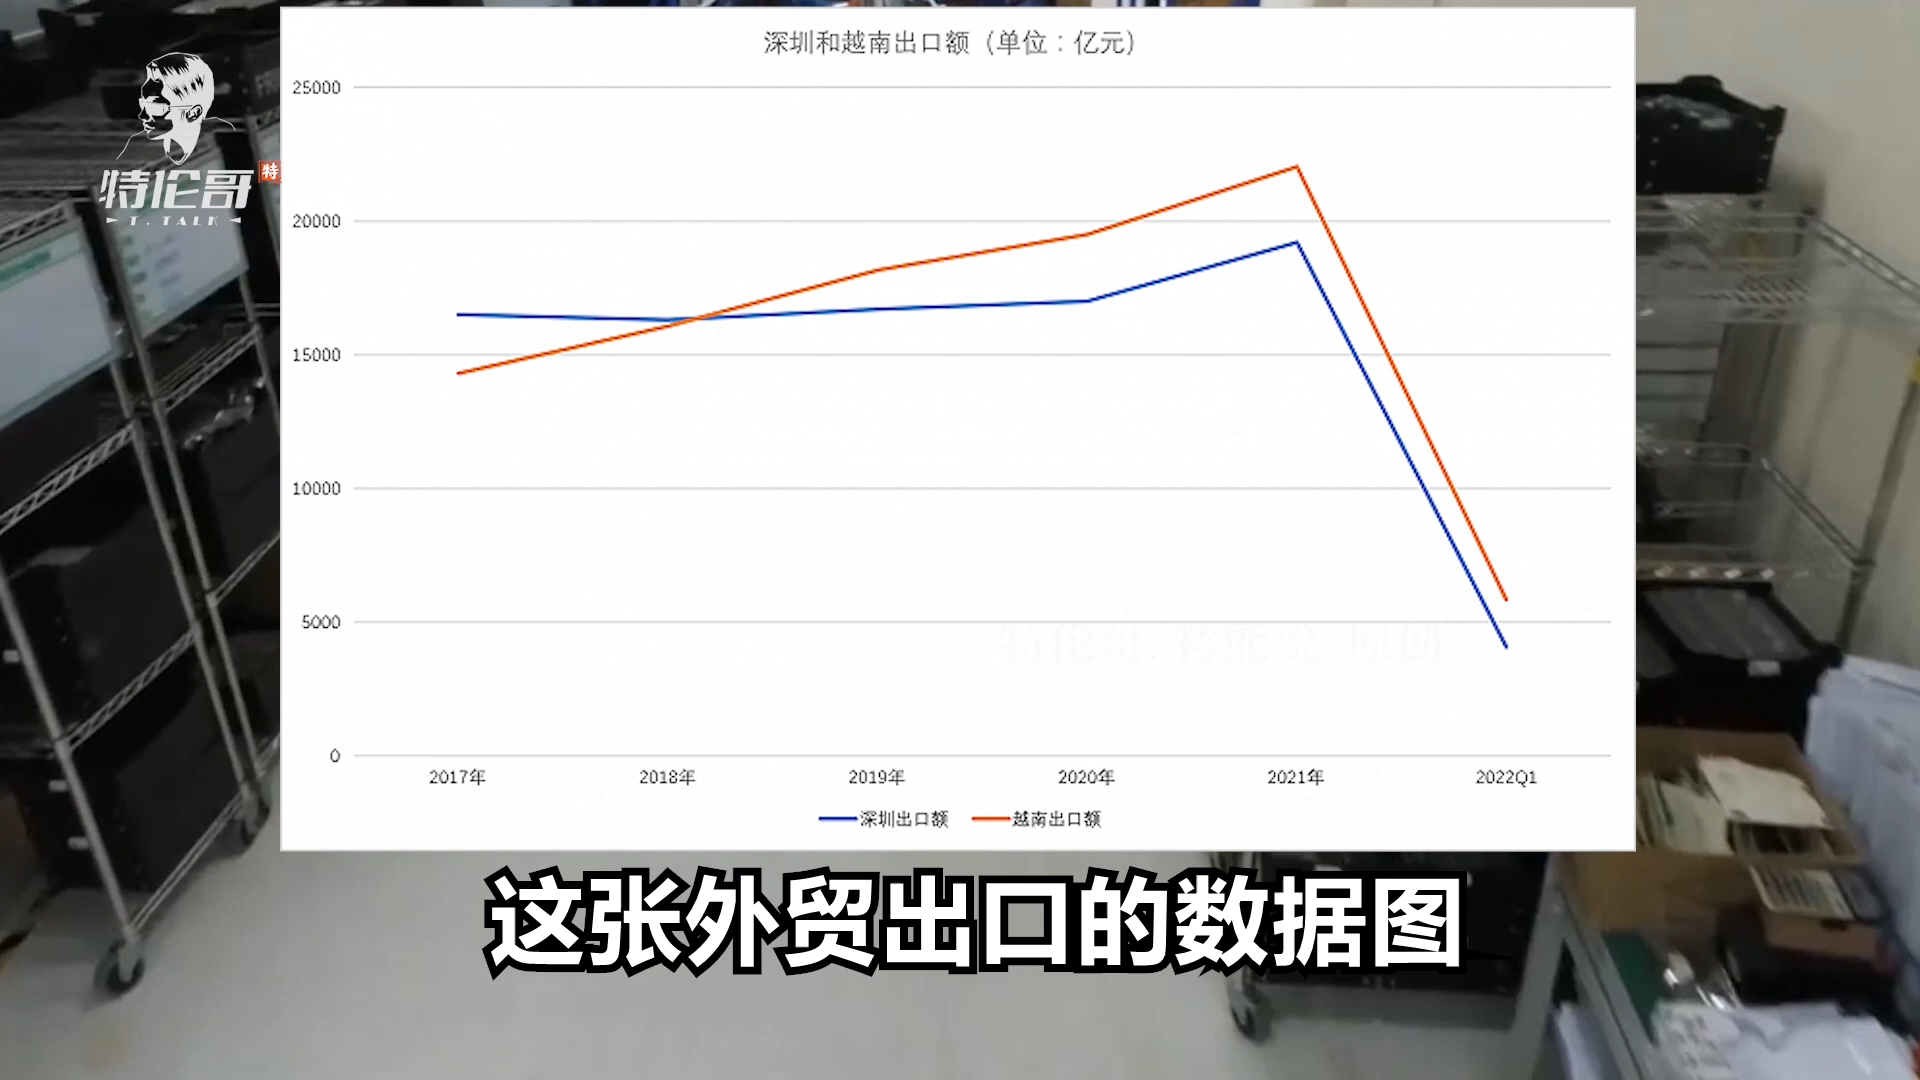 深圳和越南出口额（单位：亿元）
25000
20000
15000
10000
5000
0
2017年 2018年 2019年 2020年 2021年 2022Q1
深圳出口额 越南出口额
特伦哥 特
T.TALK
这张外贸出口的数据图